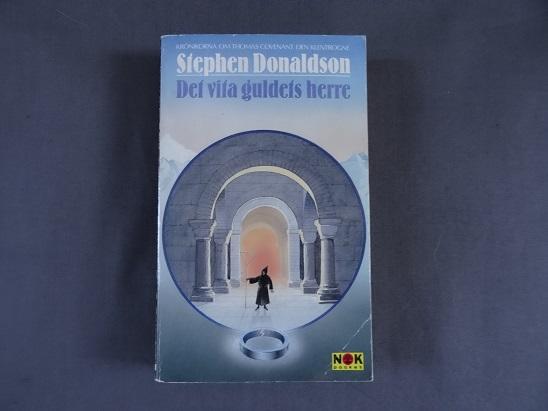 KRÖNIKORNA OM THOMAS COVENANT DEN KLENTROGNE
Stephen Donaldson
Det vita guldets herre
NOK
POCKET